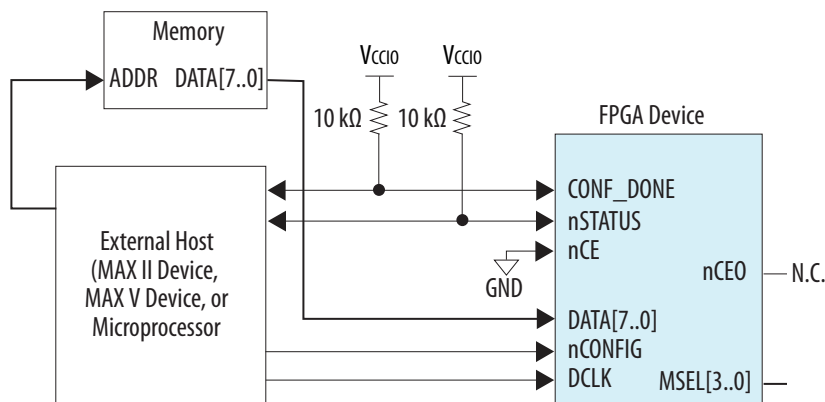 Memory
ADDR DATA[7..0]
VCCIO VCCIO
10 kΩ 10 kΩ
FPGA Device
External Host
(MAX II Device,
MAX V Device, or
Microprocessor
CONF_DONE
nSTATUS
nCE
GND
nCEO N.C.
DATA[7..0]
nCONFIG
DCLK
MSEL[3..0]